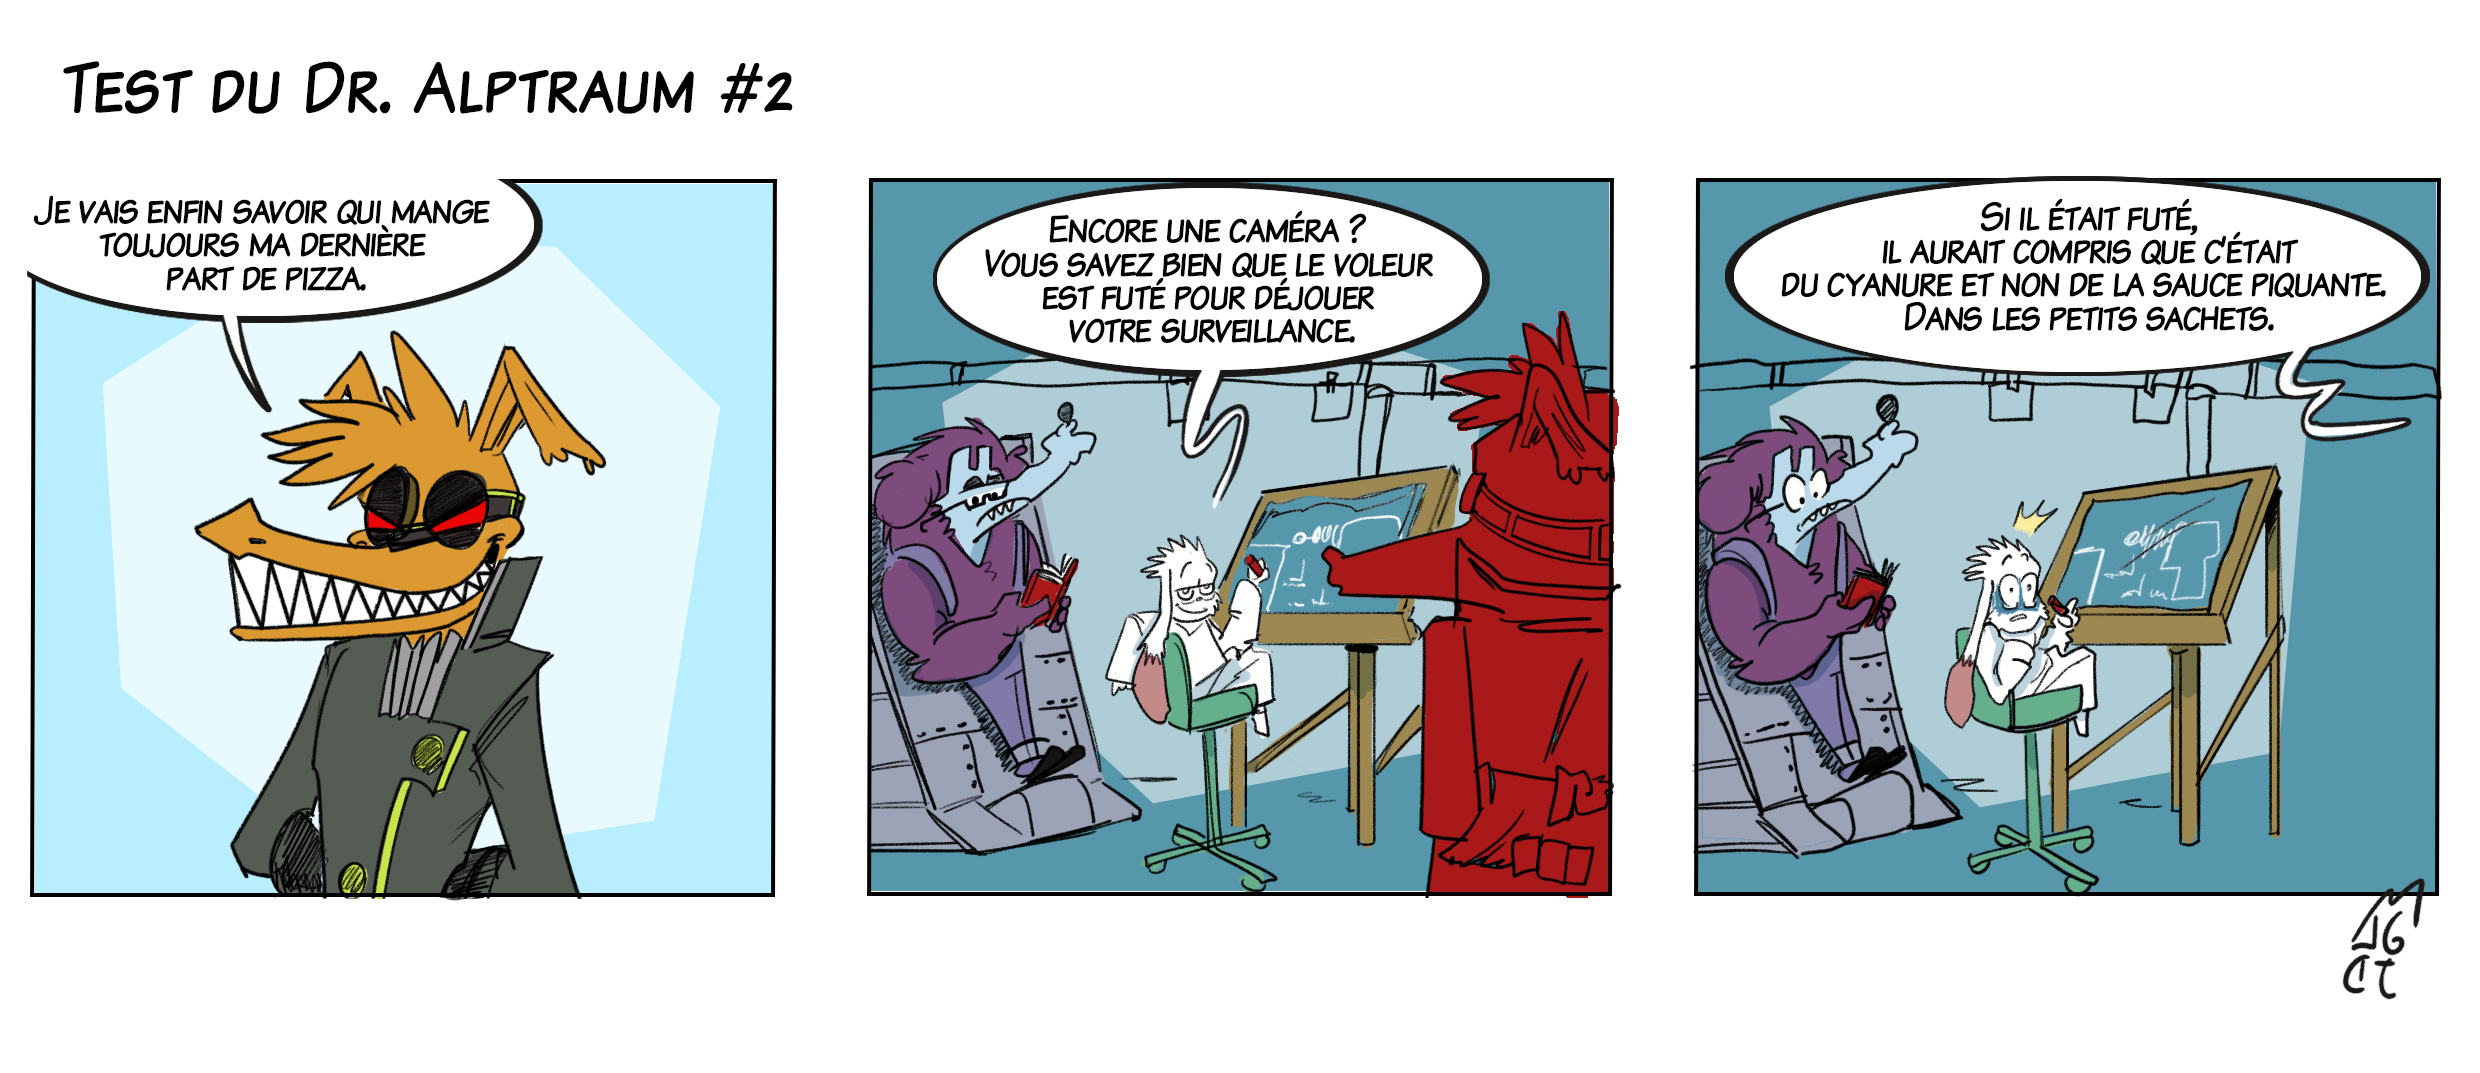 Test du Dr. Alptraum #2
Je vais enfin savoir qui mange
toujours ma dernière
part de pizza.
Encore une caméra ?
Vous savez bien que le voleur
est futé pour déjouer
votre surveillance.
Si il était futé,
il aurait compris que c'était
du cyanure et non de la sauce piquante.
Dans les petits sachets.